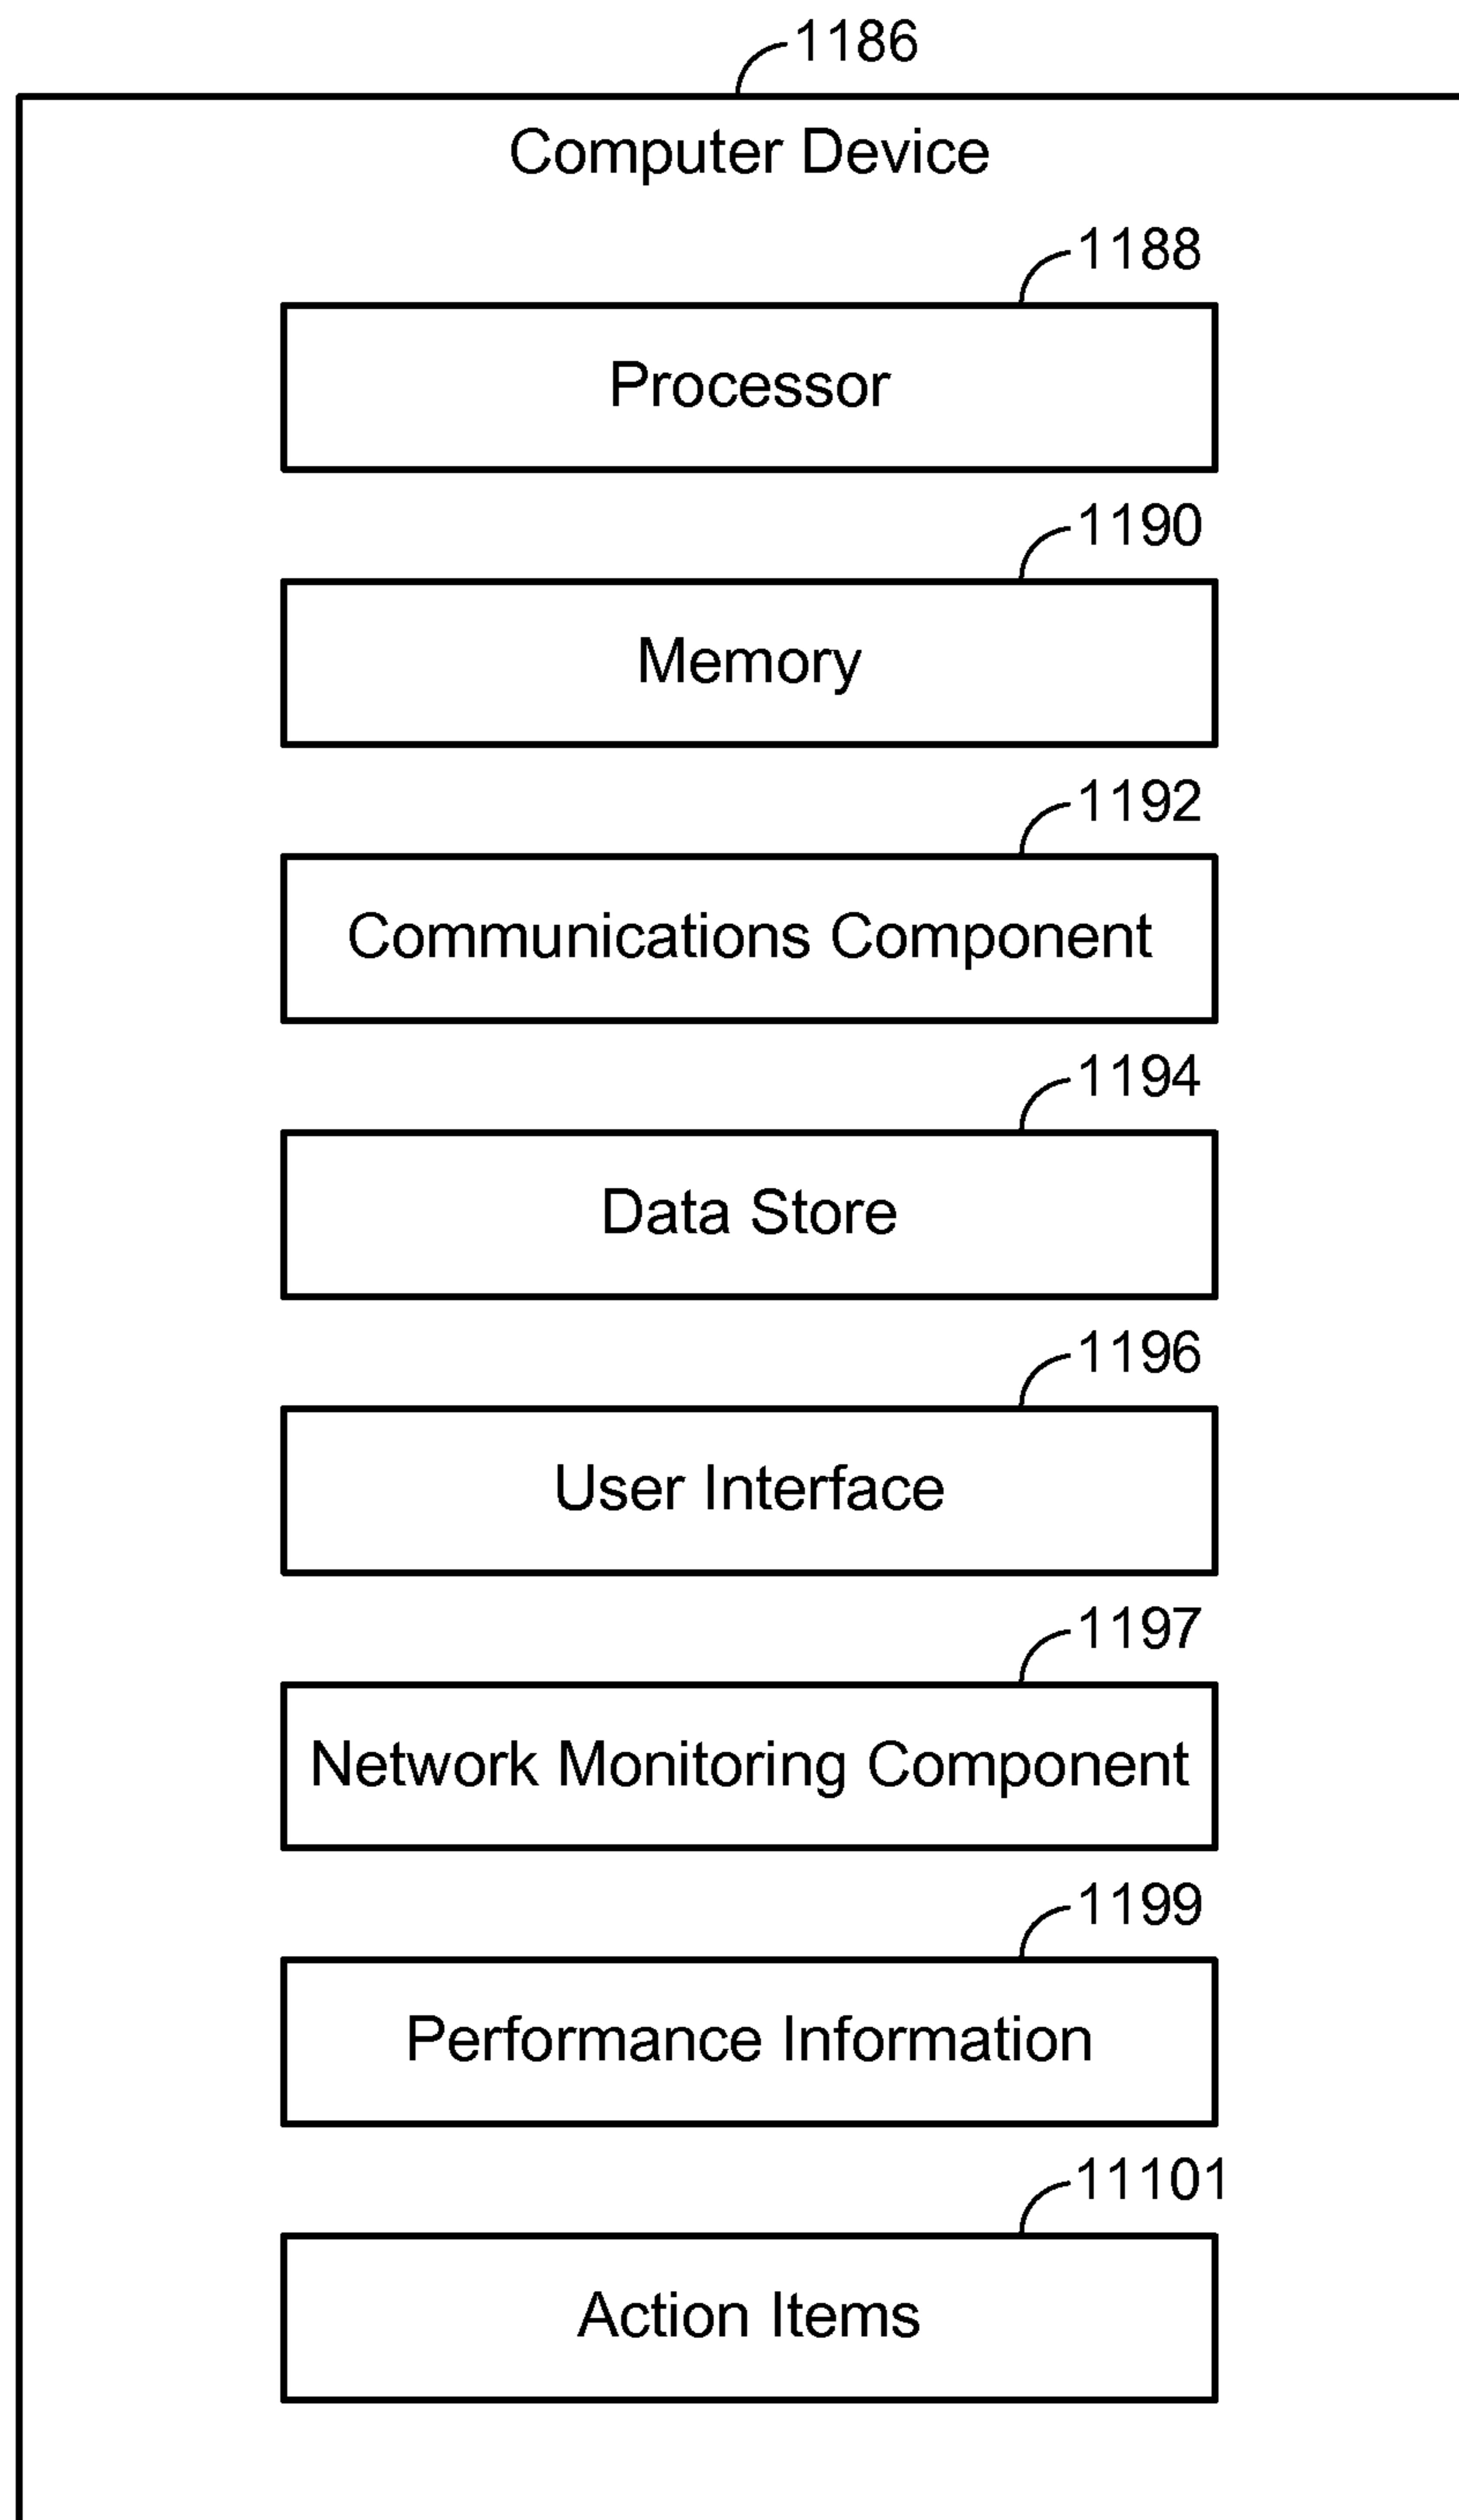 1186
Computer Device
1188
Processor
1190
Memory
1192
Communications Component
1194
Data Store
1196
User Interface
1197
Network Monitoring Component
1199
Performance Information
11101
Action Items